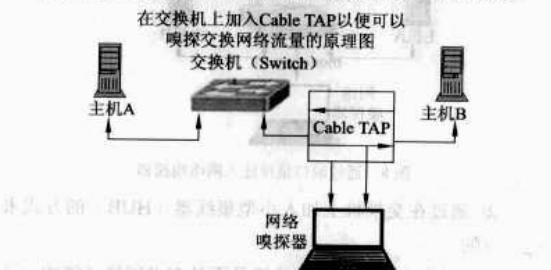 在交换机上加入Cable TAP以便可以
嗅探交换网络流量的原理图
交换机（Switch）
主机A
主机B
Cable TAP
网络
嗅探器